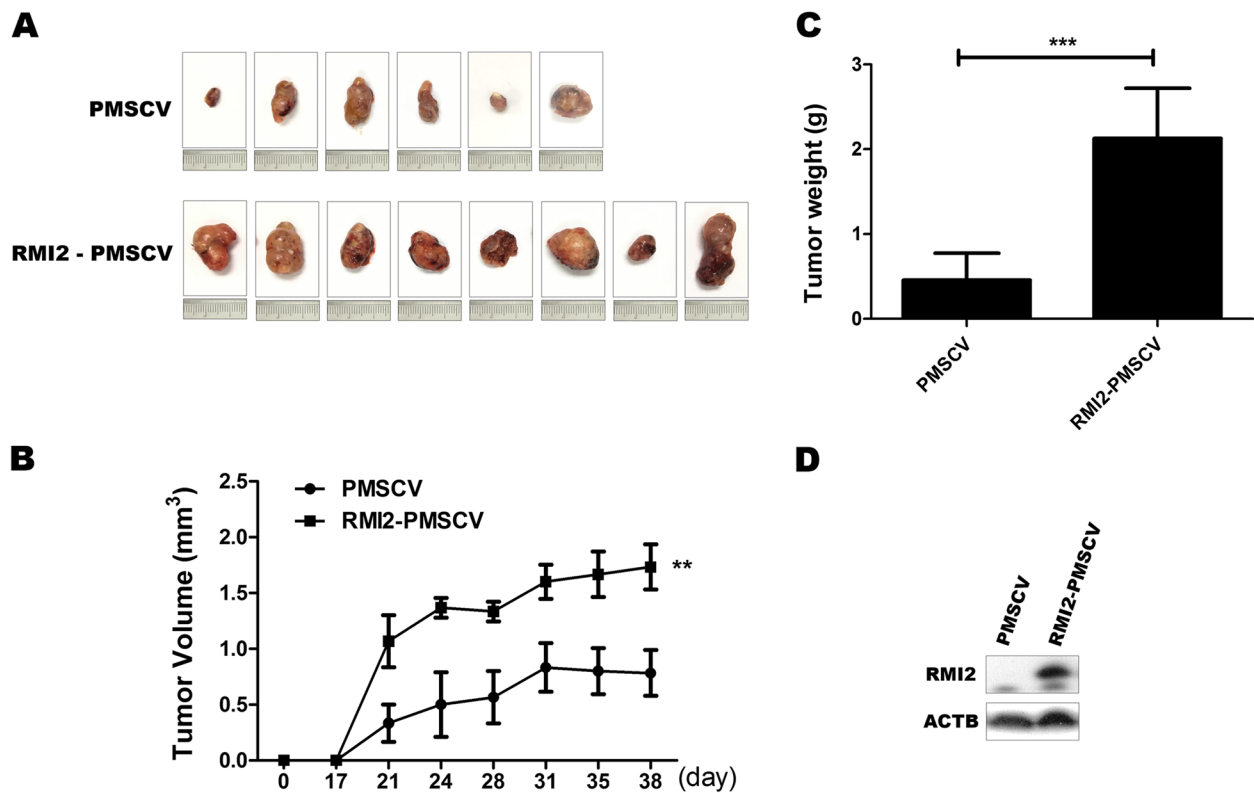 A
PMSCV
RMI2 - PMSCV
B
Tumor Volume (mm³)
2.5
2.0
1.5
1.0
0.5
0.0
PMSCV
RMI2-PMSCV
**
0 17 21 24 28 31 35 38 (day)
C
***
Tumor weight (g)
3
2
1
0
PMSCV
RMI2-PMSCV
D
PMSCV
RMI2-PMSCV
RMI2
ACTB